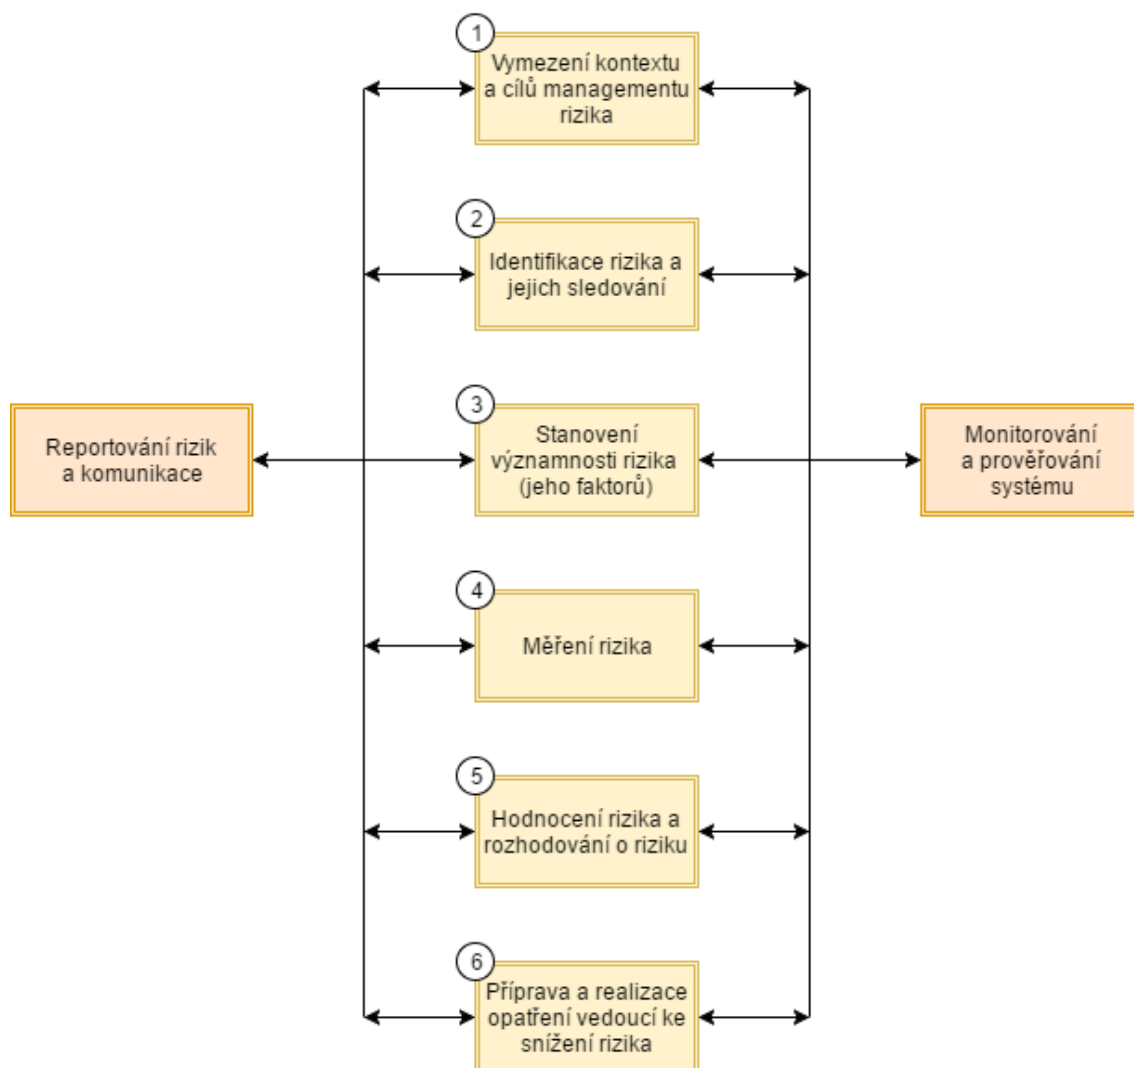 1
Vymezení kontextu
a cílů managementu
rizika
2
Identifikace rizika a
jejich sledování
Reportování rizik
a komunikace
3
Stanovení
významnosti rizika
(jeho faktorů)
Monitorování
a prověřování
systému
4
Měření rizika
5
Hodnocení rizika a
rozhodování o riziku
6
Příprava a realizace
opatření vedoucí ke
snížení rizika